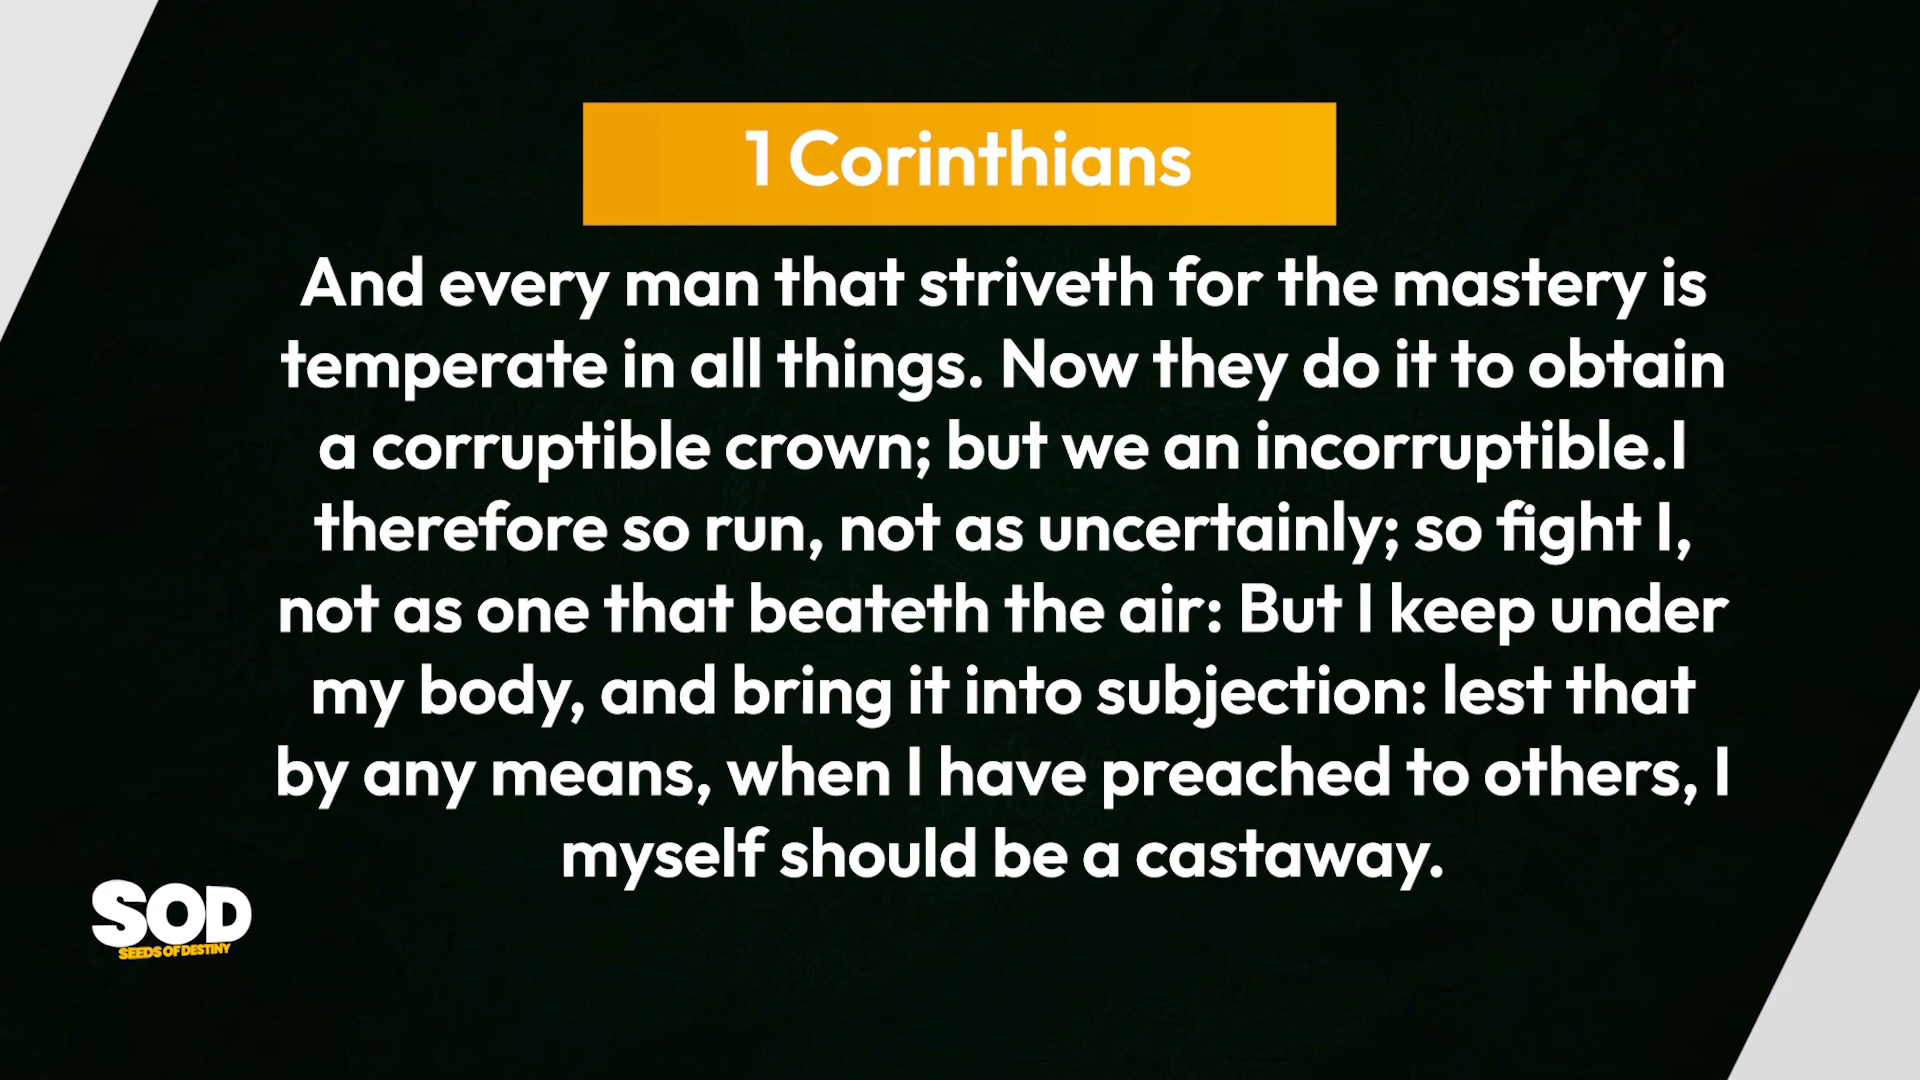 1 Corinthians
And every man that striveth for the mastery is
temperate in all things. Now they do it to obtain
a corruptible crown; but we an incorruptible.I
therefore so run, not as uncertainly; so fight I,
not as one that beateth the air: But I keep under
my body, and bring it into subjection: lest that
by any means, when I have preached to others, I
myself should be a castaway.
SOD
SEEDS OF DESTINY